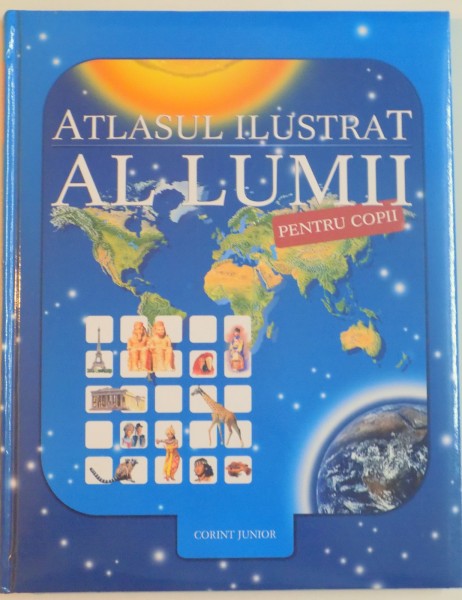 ATLASUL ILUSTRAT
AL LUMII
PENTRU COPII
CORINT JUNIOR